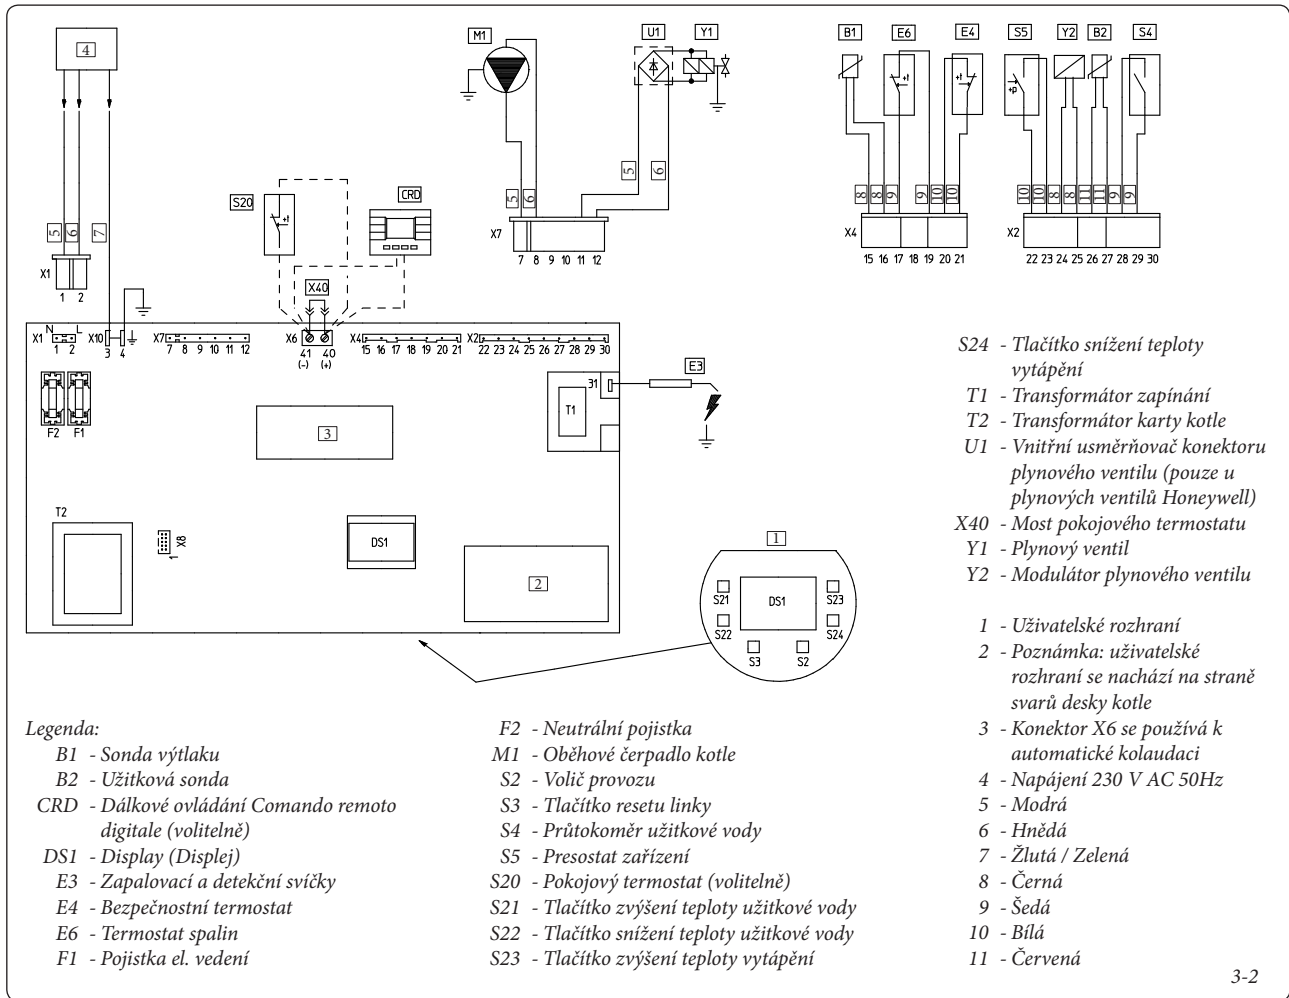 4
M1
U1
Y1
B1
E6
E4
S5
Y2
B2
S4
+t
+t
+p
S20
+t
CRD
5
6
7
5
6
5
6
8
8
9
9
10
10
10
10
8
8
11
11
9
9
X1
1 2
X7
7 8 9 10 11 12
X4
15 16 17 18 19 20 21
X2
22 23 24 25 26 27 28 29 30
X40
X1 N L
1 2
X10
3 4
X7
7 8 9 10 11 12
X6
41 40
(-) (+)
X4
15 16 17 18 19 20 21
X2
22 23 24 25 26 27 28 29 30
F2 F1
3
31
T1
E3
T2
1
X8
DS1
2
1
S21
DS1
S23
S22
S24
S3
S2
S24 - Tlačítko snížení teploty
vytápění
T1 - Transformátor zapínání
T2 - Transformátor karty kotle
U1 - Vnitřní usměrňovač konektoru
plynového ventilu (pouze u
plynových ventilů Honeywell)
X40 - Most pokojového termostatu
Y1 - Plynový ventil
Y2 - Modulátor plynového ventilu
1 - Uživatelské rozhraní
2 - Poznámka: uživatelské
rozhraní se nachází na straně
svarů desky kotle
3 - Konektor X6 se používá k
automatické kolaudaci
4 - Napájení 230 V AC 50Hz
5 - Modrá
6 - Hnědá
7 - Žlutá / Zelená
8 - Černá
9 - Šedá
10 - Bílá
11 - Červená
Legenda:
B1 - Sonda výtlaku
B2 - Užitková sonda
CRD - Dálkové ovládání Comando remoto
digitale (volitelně)
DS1 - Display (Displej)
E3 - Zapalovací a detekční svíčky
E4 - Bezpečnostní termostat
E6 - Termostat spalin
F1 - Pojistka el. vedení
F2 - Neutrální pojistka
M1 - Oběhové čerpadlo kotle
S2 - Volič provozu
S3 - Tlačítko resetu linky
S4 - Průtokoměr užitkové vody
S5 - Presostat zařízení
S20 - Pokojový termostat (volitelně)
S21 - Tlačítko zvýšení teploty užitkové vody
S22 - Tlačítko snížení teploty užitkové vody
S23 - Tlačítko zvýšení teploty vytápění
3-2